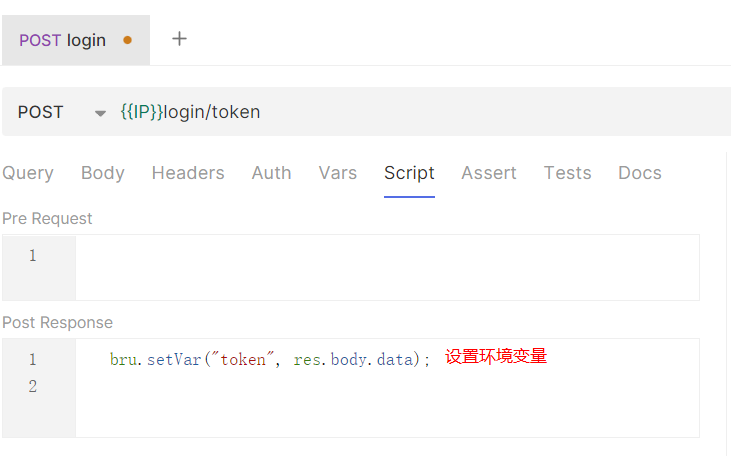 POST login
POST {{IP}}login/token
Query Body Headers Auth Vars Script Assert Tests Docs
Pre Request
1
Post Response
1 bru.setVar("token", res.body.data); 设置环境变量
2